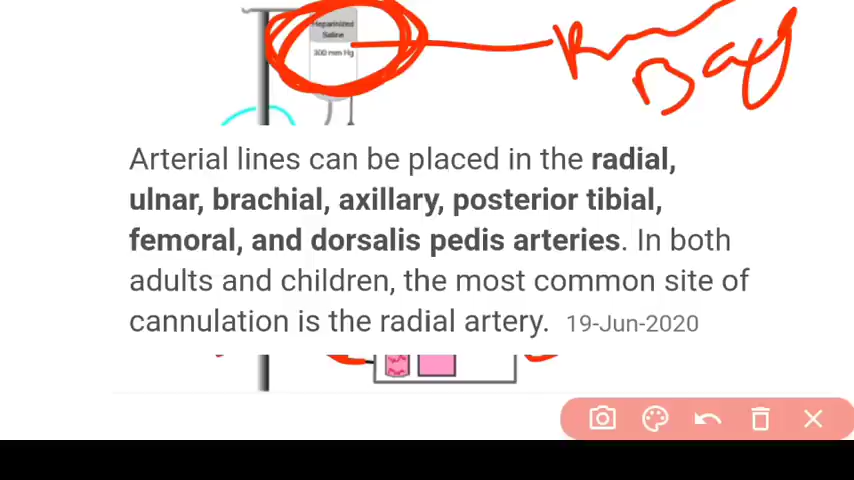 Heparinized
Saline
300 mm Hg
Bag
Arterial lines can be placed in the radial,
ulnar, brachial, axillary, posterior tibial,
femoral, and dorsalis pedis arteries. In both
adults and children, the most common site of
cannulation is the radial artery. 19-Jun-2020